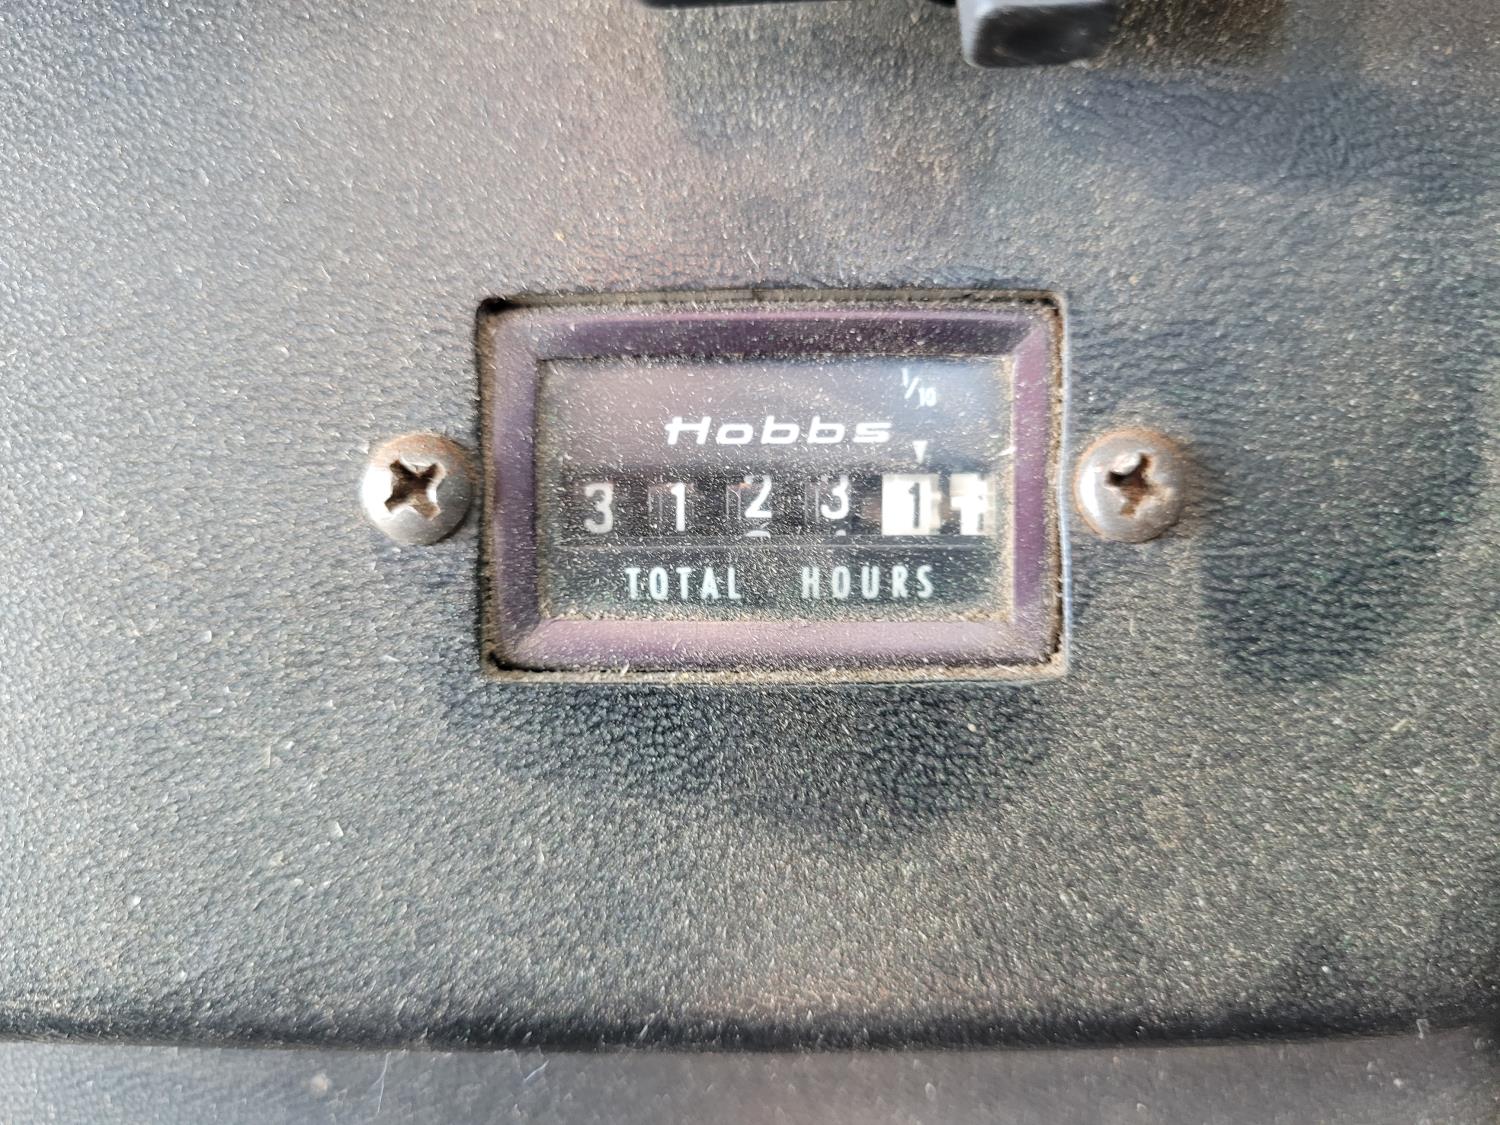 1/10
Hobbs
3 1 2 3 1
TOTAL HOURS